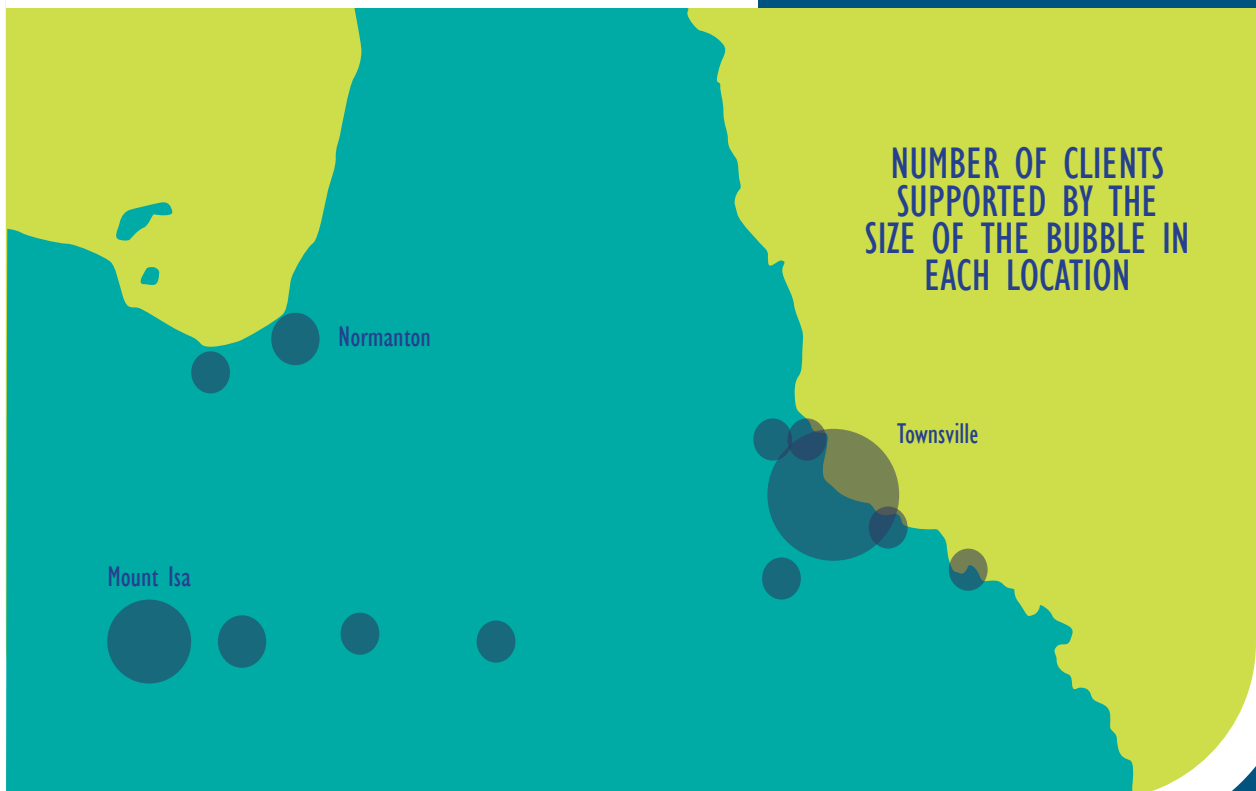 NUMBER OF CLIENTS
SUPPORTED BY THE
SIZE OF THE BUBBLE IN
EACH LOCATION
Normanton
Townsville
Mount Isa